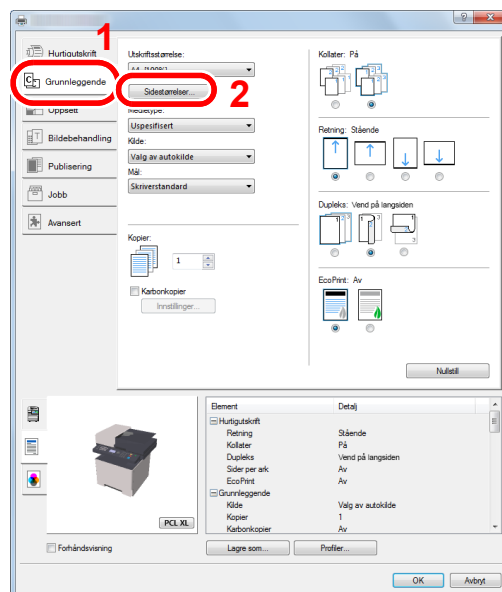 1
Hurtigutskrift
Grunnleggende
Oppsett
Bildebehandling
Publisering
Jobb
Avansert
Utskriftsstørrelse:
A4 [100%]
Sidestørrelser...
2
Medietype:
Uspesifisert
Kilde:
Valg av autokilde
Mål:
Skriverstandard
Kopier:
1
Karbonkopier
Innstillinger...
Kollater: På
Retning: Stående
Dupleks: Vend på langsiden
EcoPrint: Av
Nullstill
PCL XL
Forhåndsvisning
Element Detalj
Hurtigutskrift
Retning Stående
Kollater På
Dupleks Vend på langsiden
Sider per ark Av
EcoPrint Av
Grunnleggende
Kilde Valg av autokilde
Kopier 1
Karbonkopier Av
Lagre som... Profiler...
OK Avbryt